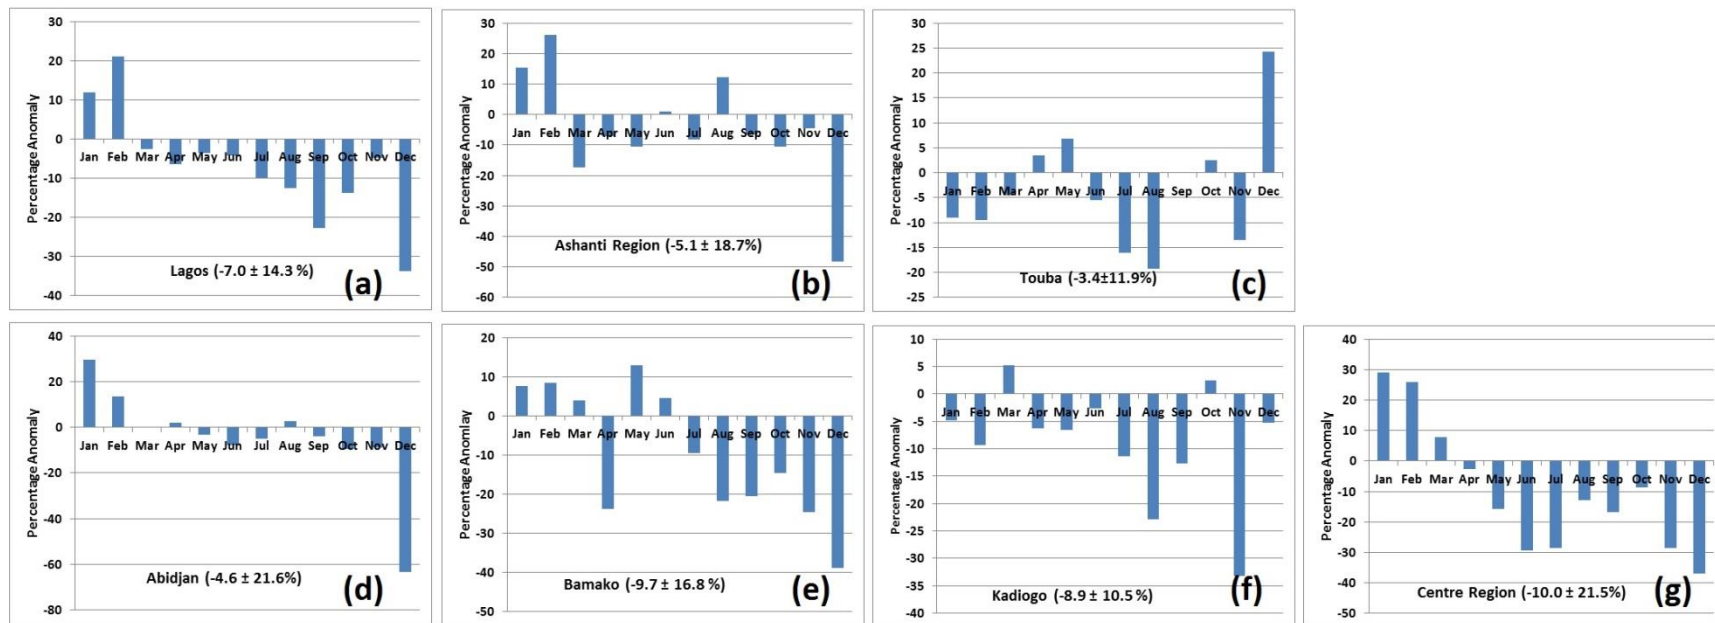 30
20
10
0
-10
-20
-30
-40
Percentage Anomaly
Jan Feb Mar Apr May Jun Jul Aug Sep Oct Nov Dec
Lagos (-7.0 ± 14.3 %)
(a)
30
20
10
0
-10
-20
-30
-40
-50
-60
Percentage Anomaly
Jan Feb Mar Apr May Jun Jul Aug Sep Oct Nov Dec
Ashanti Region (-5.1 ± 18.7%)
(b)
30
25
20
15
10
5
0
-5
-10
-15
-20
-25
Percentage Anomaly
Jan Feb Mar Apr May Jun Jul Aug Sep Oct Nov Dec
Touba (-3.4±11.9%)
(c)
40
20
0
-20
-40
-60
-80
Percentage Anomaly
Jan Feb Mar Apr May Jun Jul Aug Sep Oct Nov Dec
Abidjan (-4.6 ± 21.6%)
(d)
20
10
0
-10
-20
-30
-40
-50
Percentage Anomlay
Jan Feb Mar Apr May Jun Jul Aug Sep Oct Nov Dec
Bamako (-9.7 ± 16.8 %)
(e)
10
5
0
-5
-10
-15
-20
-25
-30
-35
-40
Percentage Anomaly
Jan Feb Mar Apr May Jun Jul Aug Sep Oct Nov Dec
Kadiogo (-8.9 ± 10.5 %)
(f)
40
30
20
10
0
-10
-20
-30
-40
-50
Percentage Anomaly
Jan Feb Mar Apr May Jun Jul Aug Sep Oct Nov Dec
Centre Region (-10.0 ± 21.5%)
(g)